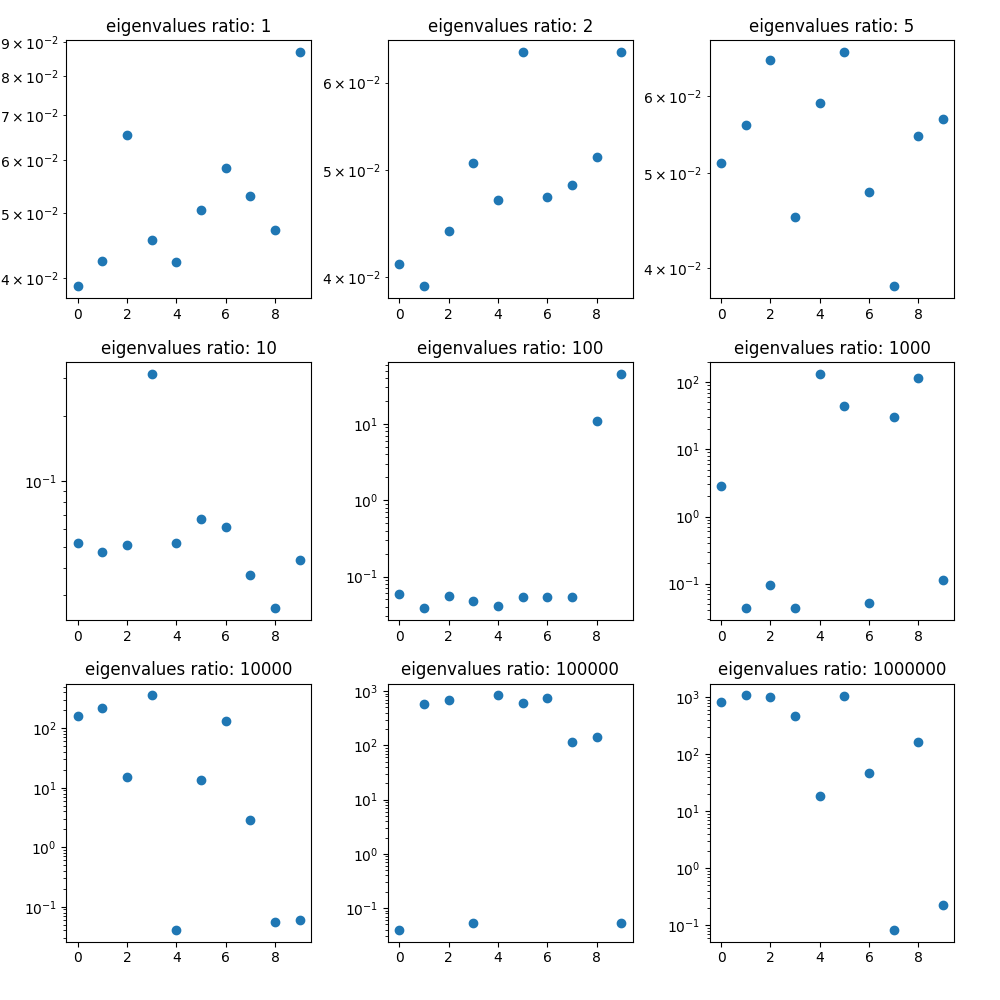 eigenvalues ratio: 1
9 × 10⁻²
8 × 10⁻²
7 × 10⁻²
6 × 10⁻²
5 × 10⁻²
4 × 10⁻²
0 2 4 6 8
eigenvalues ratio: 2
6 × 10⁻²
5 × 10⁻²
4 × 10⁻²
0 2 4 6 8
eigenvalues ratio: 5
6 × 10⁻²
5 × 10⁻²
4 × 10⁻²
0 2 4 6 8
eigenvalues ratio: 10
10⁻¹
0 2 4 6 8
eigenvalues ratio: 100
10¹
10⁰
10⁻¹
0 2 4 6 8
eigenvalues ratio: 1000
10²
10¹
10⁰
10⁻¹
0 2 4 6 8
eigenvalues ratio: 10000
10²
10¹
10⁰
10⁻¹
0 2 4 6 8
eigenvalues ratio: 100000
10³
10²
10¹
10⁰
10⁻¹
0 2 4 6 8
eigenvalues ratio: 1000000
10³
10²
10¹
10⁰
10⁻¹
0 2 4 6 8